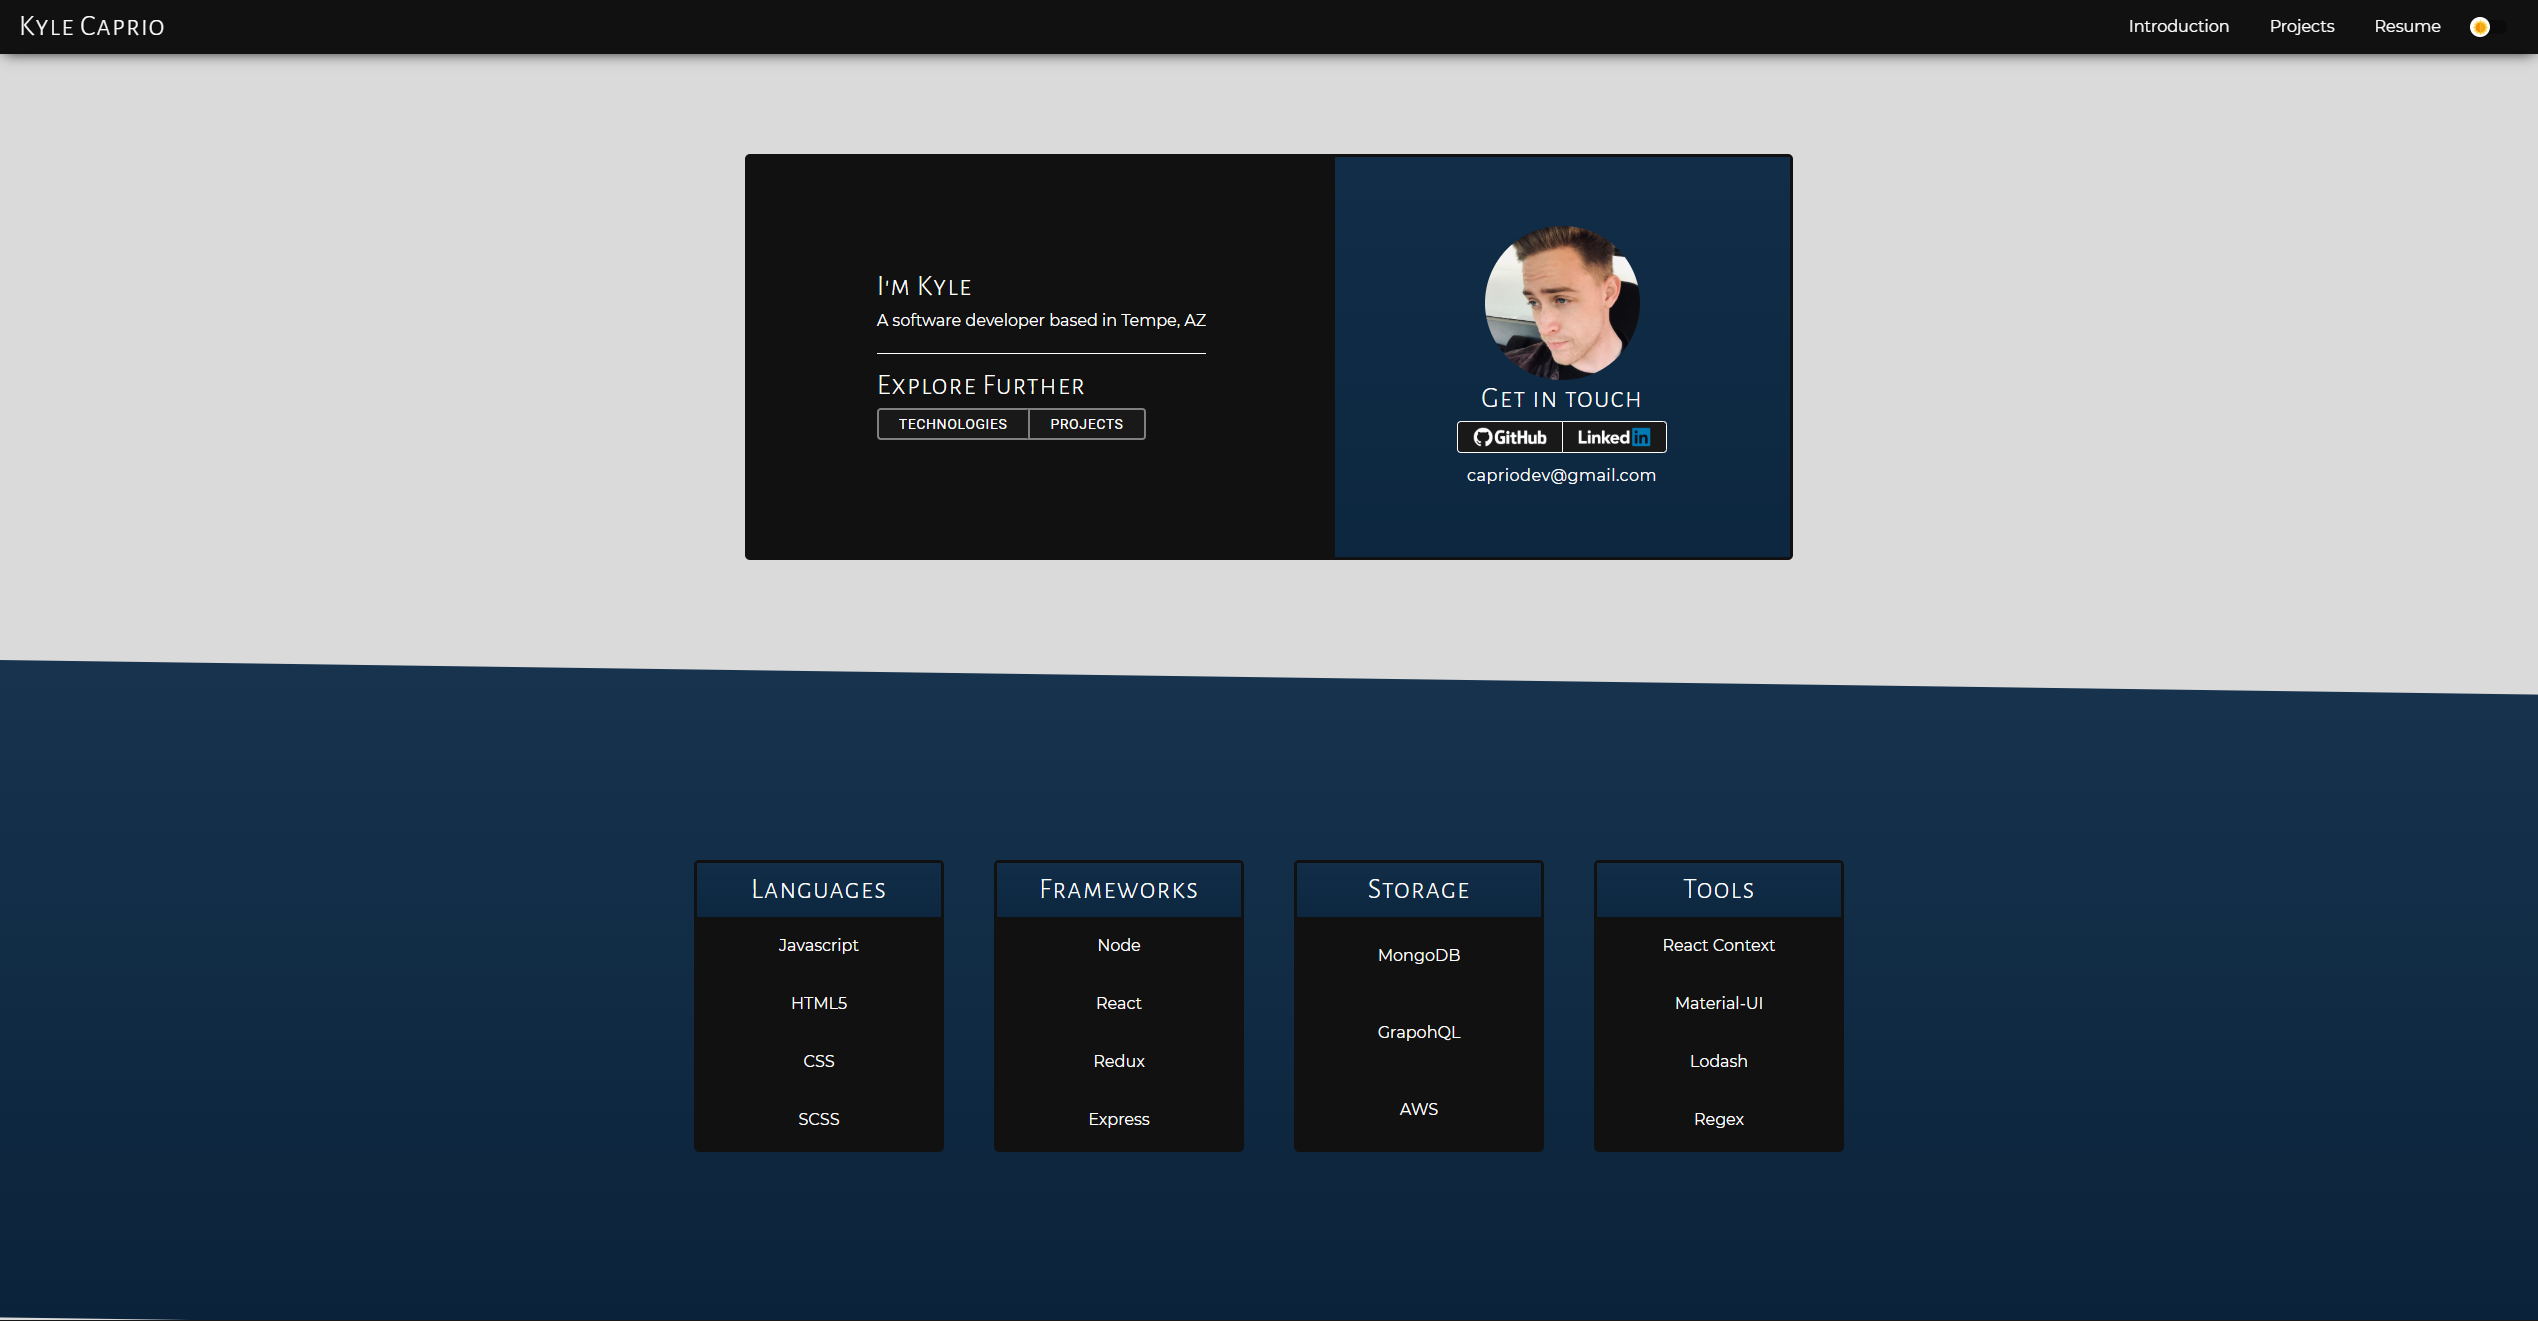 Kyle Caprio
Introduction
Projects
Resume
I'm Kyle
A software developer based in Tempe, AZ
Explore Further
TECHNOLOGIES
PROJECTS
Get in touch
GitHub
Linked in
capriodev@gmail.com
Languages
Javascript
HTML5
CSS
SCSS
Frameworks
Node
React
Redux
Express
Storage
MongoDB
GrapohQL
AWS
Tools
React Context
Material-UI
Lodash
Regex